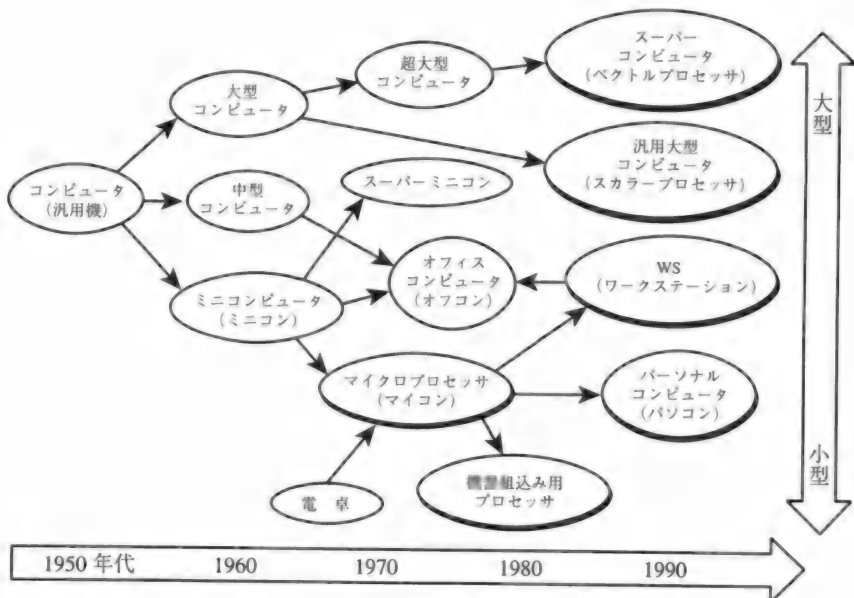 超大型
コンピュータ
スーパー
コンピュータ
(ベクトルプロセッサ)
大型
コンピュータ
汎用大型
コンピュータ
(スカラープロセッサ)
大型
スーパーミニコン
コンピュータ
(汎用機)
中型
コンピュータ
オフィス
コンピュータ
(オフコン)
WS
(ワークステーション)
ミニコンピュータ
(ミニコン)
マイクロプロセッサ
(マイコン)
パーソナル
コンピュータ
(パソコン)
小型
電 卓
機器組込み用
プロセッサ
1950 年代
1960
1970
1980
1990